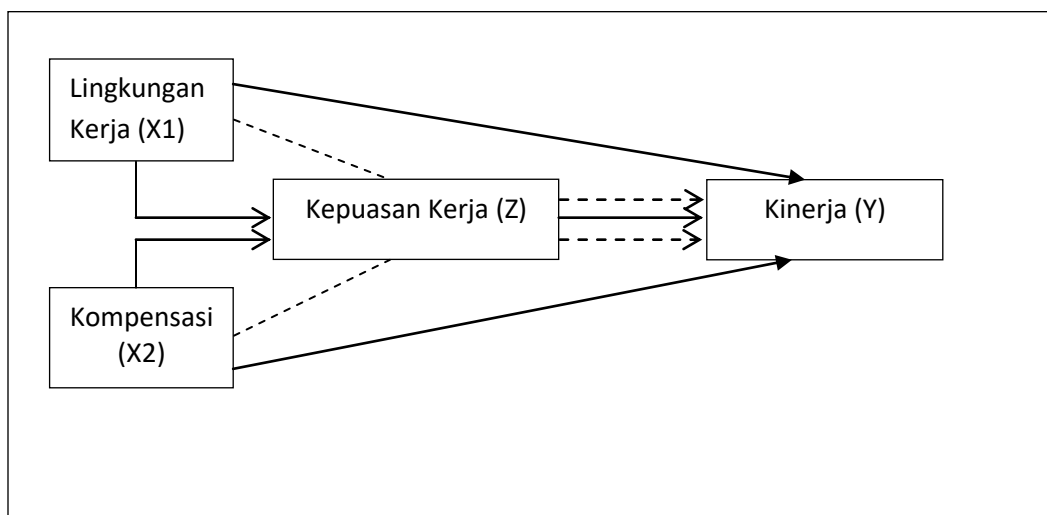 Lingkungan
Kerja (X1)
Kepuasan Kerja (Z)
Kinerja (Y)
Kompensasi
(X2)